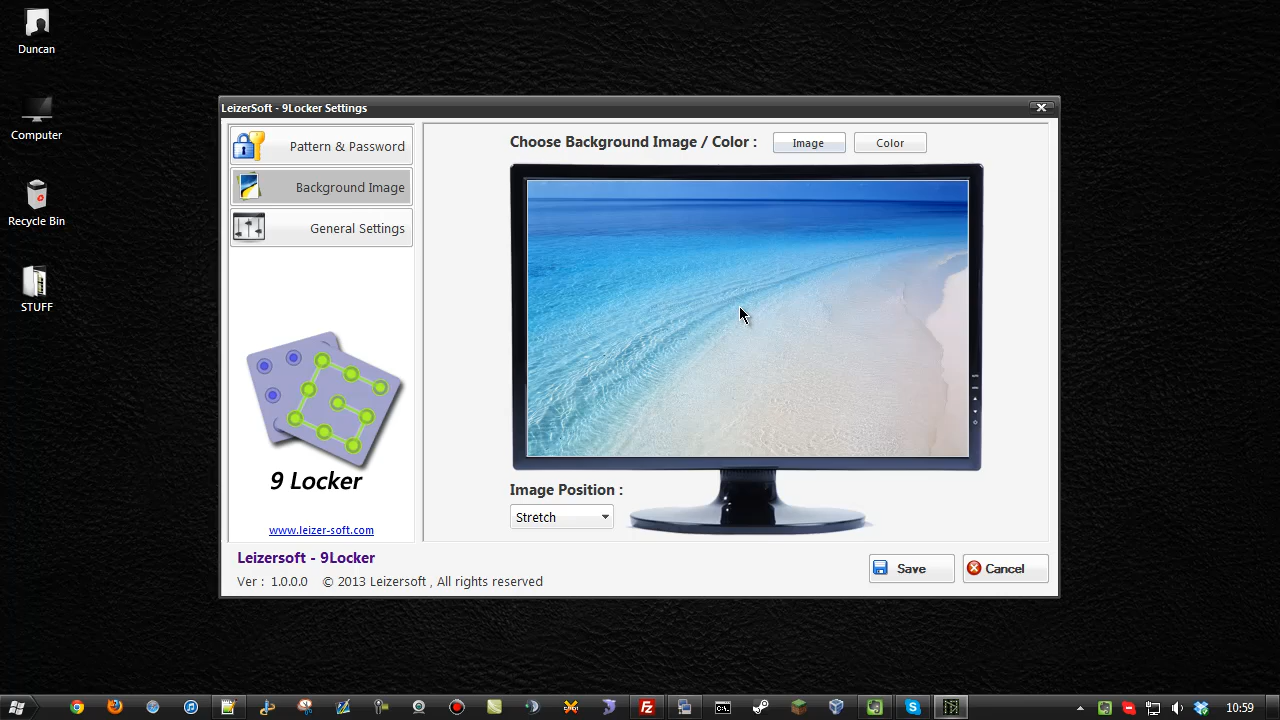 Duncan
Computer
Recycle Bin
STUFF
LeizerSoft - 9Locker Settings
Pattern & Password
Background Image
General Settings
9 Locker
www.leizer-soft.com
Choose Background Image / Color :
Image
Color
Image Position :
Stretch
Leizersoft - 9Locker
Ver : 1.0.0.0 © 2013 Leizersoft , All rights reserved
Save
Cancel
10:59